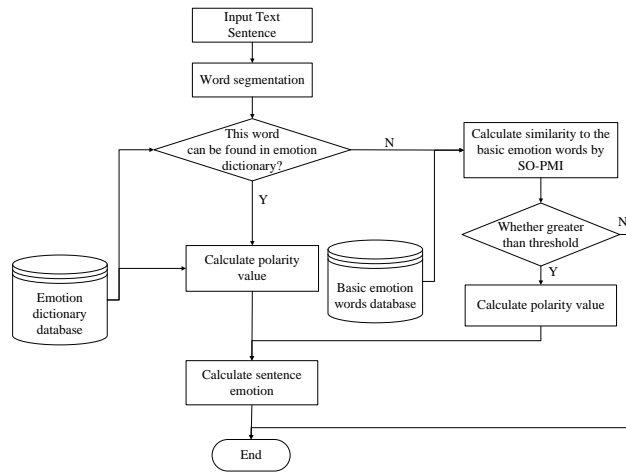 Input Text
Sentence
Word segmentation
This word
can be found in emotion
dictionary?
N
Calculate similarity to the
basic emotion words by
SO-PMI
Y
Whether greater
than threshold
N
Y
Calculate polarity
value
Emotion
dictionary
database
Basic emotion
words database
Calculate polarity value
Calculate sentence
emotion
End